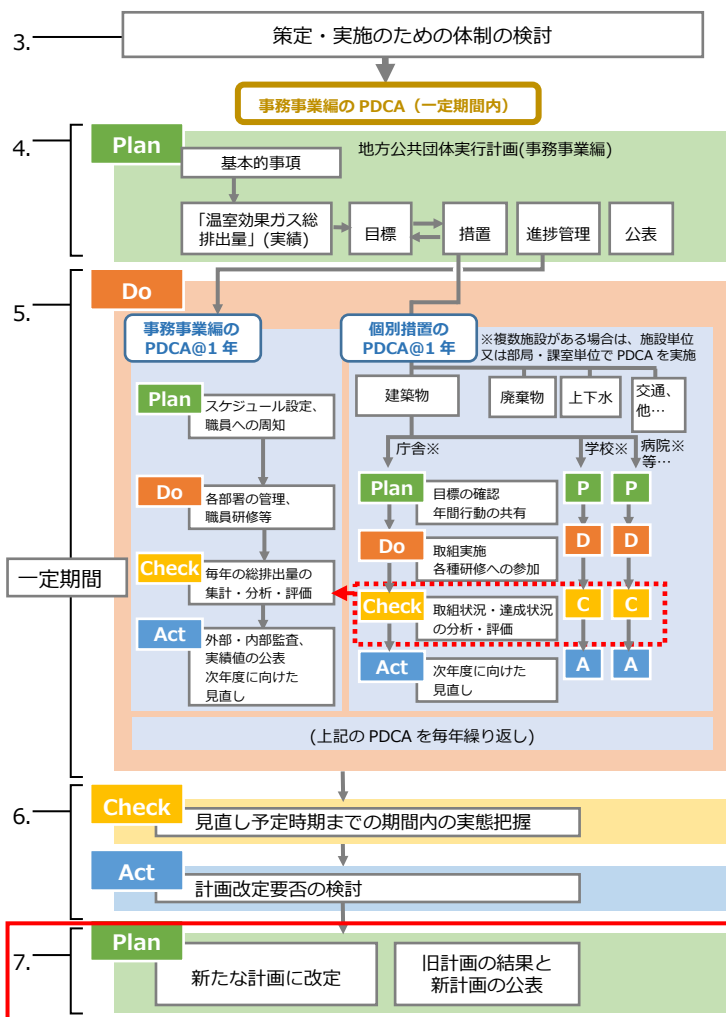 3.
策定・実施のための体制の検討
事務事業編の PDCA（一定期間内）
4.
Plan
地方公共団体実行計画(事務事業編)
基本的事項
「温室効果ガス総
排出量」(実績)
目標
措置
進捗管理
公表
5.
Do
一定期間
事務事業編の
PDCA@1 年
Plan
スケジュール設定、
職員への周知
Do
各部署の管理、
職員研修等
Check
毎年の総排出量の
集計・分析・評価
Act
外部・内部監査、
実績値の公表
次年度に向けた
見直し
個別措置の
PDCA@1 年
※複数施設がある場合は、施設単位
又は部局・課室単位で PDCA を実施
建築物
廃棄物
上下水
交通、
他…
庁舎※
学校※
病院※
等…
Plan
目標の確認
年間行動の共有
P
P
Do
取組実施
各種研修への参加
D
D
Check
取組状況・達成状況
の分析・評価
C
C
Act
次年度に向けた
見直し
A
A
(上記の PDCA を毎年繰り返し)
6.
Check
見直し予定時期までの期間内の実態把握
Act
計画改定要否の検討
7.
Plan
新たな計画に改定
旧計画の結果と
新計画の公表